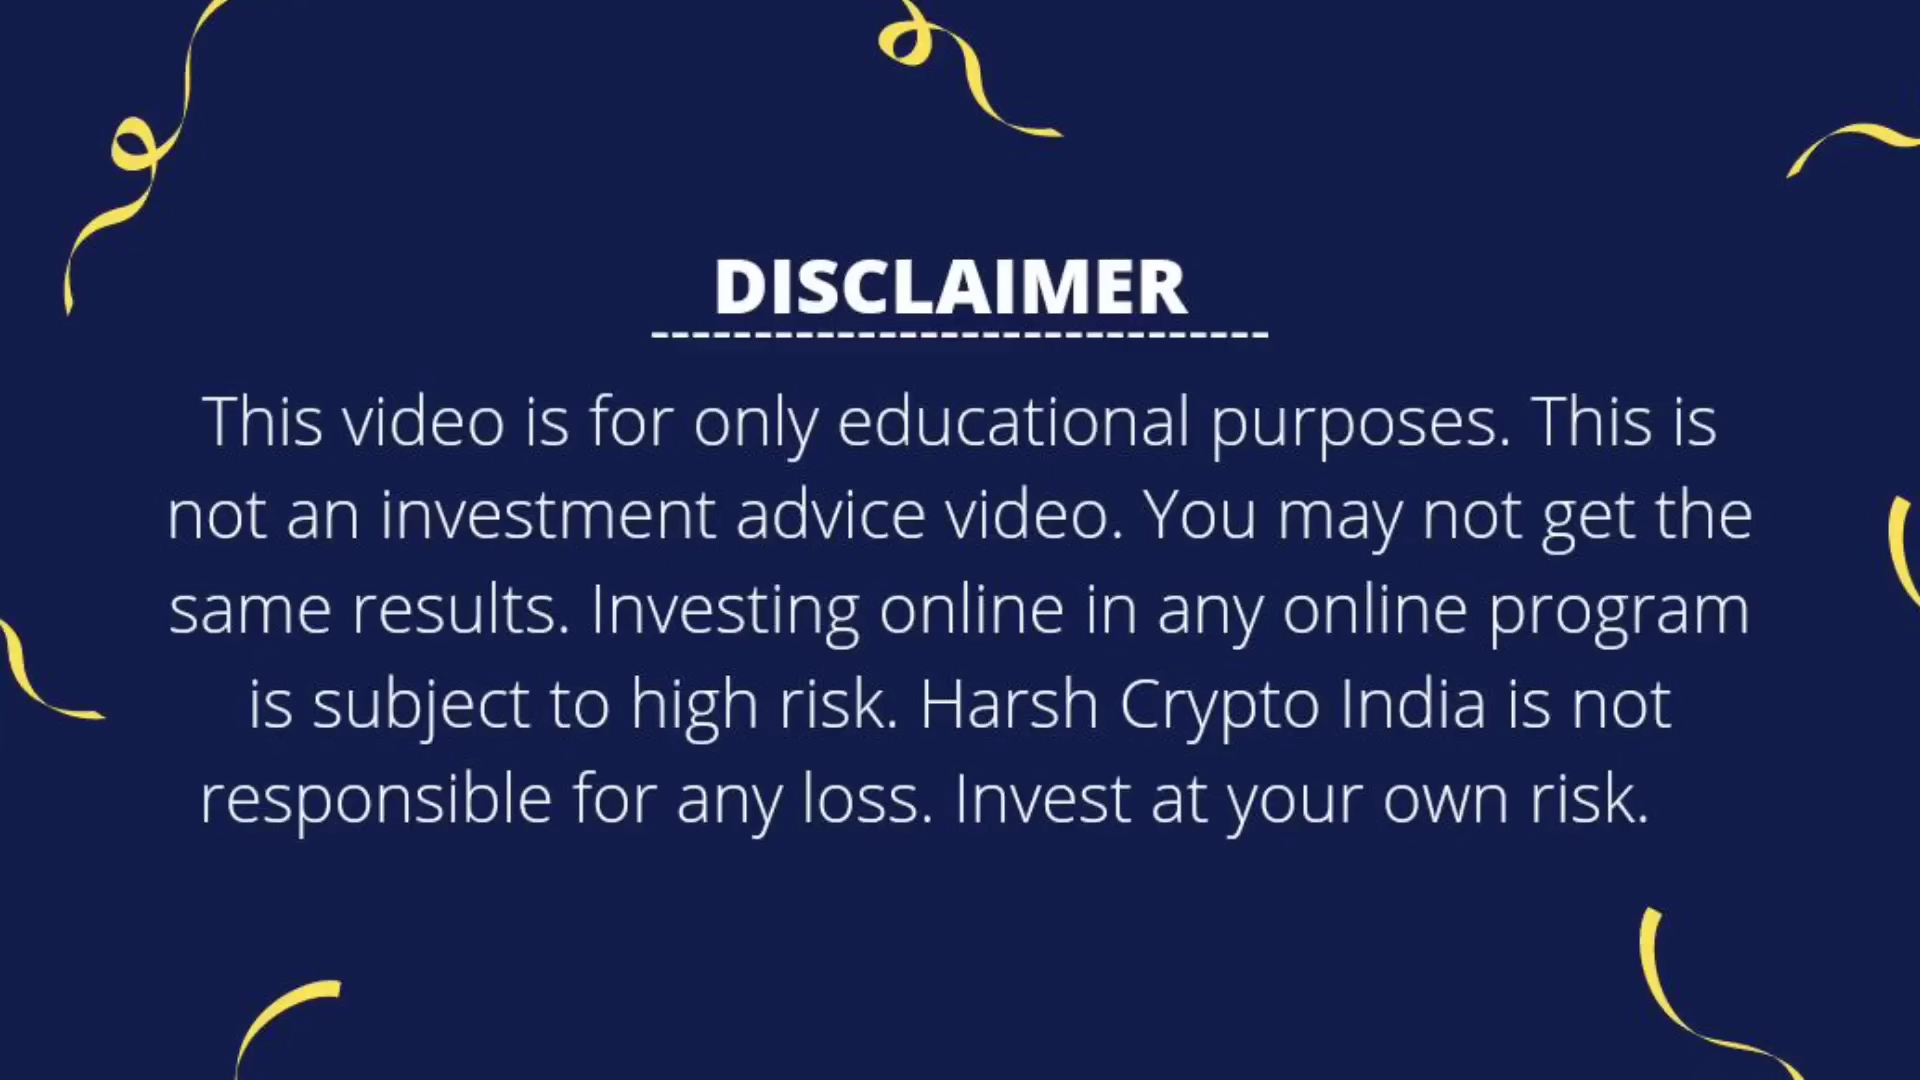 DISCLAIMER
------------------------------
This video is for only educational purposes. This is
not an investment advice video. You may not get the
same results. Investing online in any online program
is subject to high risk. Harsh Crypto India is not
responsible for any loss. Invest at your own risk.